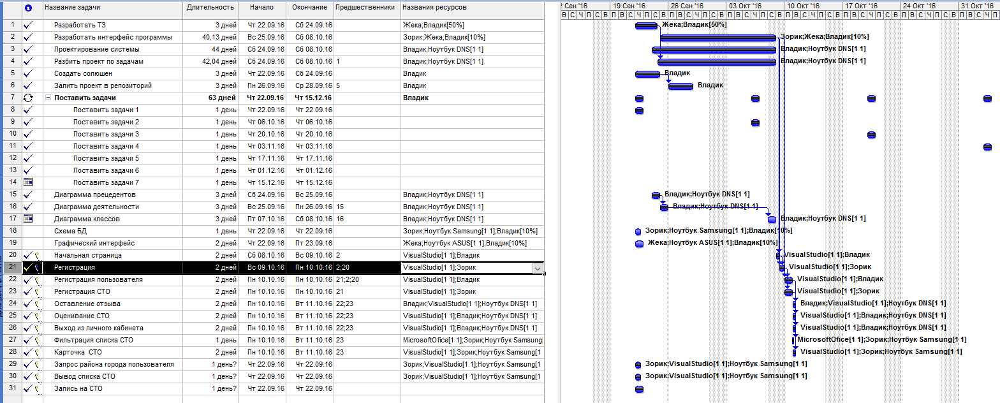 Название задачи Длительность Начало Окончание Предшественники Названия ресурсов
2 Сен '16 19 Сен '16 26 Сен '16 03 Окт '16 10 Окт '16 17 Окт '16 24 Окт '16 31 Окт '16
В С Ч П С В П В С Ч П С В П В С Ч П С В П В С Ч П С В П В С Ч П С В П В С Ч П С В П В С Ч П С В П В С Ч П
1 Разработать ТЗ 3 дней Чт 22.09.16 Сб 24.09.16 Жека;Владик[50%] Жека;Владик[50%]
2 Разработать интерфейс программы 40,13 дней Вс 25.09.16 Сб 08.10.16 Зорик;Жека;Владик[10%] Зорик;Жека;Владик[10%]
3 Проектирование системы 44 дней Сб 24.09.16 Сб 08.10.16 Владик;Ноутбук DNS[1 1] Владик;Ноутбук DNS[1 1]
4 Разбить проект по задачам 42,04 дней Сб 24.09.16 Сб 08.10.16 1 Владик;Ноутбук DNS[1 1] Владик;Ноутбук DNS[1 1]
5 Создать солюшен 3 дней Чт 22.09.16 Сб 24.09.16 Владик Владик
6 Залить проект в репозиторий 3 дней Пн 26.09.16 Ср 28.09.16 5 Владик Владик
7 Поставить задачи 63 дней Чт 22.09.16 Чт 15.12.16 Владик
8 Поставить задачи 1 1 день Чт 22.09.16 Чт 22.09.16
9 Поставить задачи 2 1 день Чт 06.10.16 Чт 06.10.16
10 Поставить задачи 3 1 день Чт 20.10.16 Чт 20.10.16
11 Поставить задачи 4 1 день Чт 03.11.16 Чт 03.11.16
12 Поставить задачи 5 1 день Чт 17.11.16 Чт 17.11.16
13 Поставить задачи 6 1 день Чт 01.12.16 Чт 01.12.16
14 Поставить задачи 7 1 день Чт 15.12.16 Чт 15.12.16
15 Диаграмма прецедентов 3 дней Сб 24.09.16 Вс 25.09.16 Владик;Ноутбук DNS[1 1] Владик;Ноутбук DNS[1 1]
16 Диаграмма деятельности 3 дней Вс 25.09.16 Пн 26.09.16 15 Владик;Ноутбук DNS[1 1] Владик;Ноутбук DNS[1 1]
17 Диаграмма классов 3 дней Пт 07.10.16 Сб 08.10.16 16 Владик;Ноутбук DNS[1 1] Владик;Ноутбук DNS[1 1]
18 Схема БД 1 день Чт 22.09.16 Чт 22.09.16 Зорик;Ноутбук Samsung[1 1];Владик[10%] Зорик;Ноутбук Samsung[1 1];Владик[10%]
19 Графический интерфейс 2 дней Чт 22.09.16 Пт 23.09.16 Жека;Ноутбук ASUS[1 1];Владик[10%] Жека;Ноутбук ASUS[1 1];Владик[10%]
20 Начальная страница 2 дней Сб 08.10.16 Вс 09.10.16 2 VisualStudio[1 1];Владик VisualStudio[1 1];Владик
21 Регистрация 2 дней Вс 09.10.16 Пн 10.10.16 2;20 VisualStudio[1 1];Зорик VisualStudio[1 1];Зорик
22 Регистрация пользователя 2 дней Пн 10.10.16 Пн 10.10.16 21;2;20 VisualStudio[1 1];Владик VisualStudio[1 1];Владик
23 Регистрация СТО 2 дней Пн 10.10.16 Пн 10.10.16 21 VisualStudio[1 1];Зорик VisualStudio[1 1];Зорик
24 Оставление отзыва 2 дней Пн 10.10.16 Вт 11.10.16 22;23 Владик;VisualStudio[1 1];Ноутбук DNS[1 1] Владик;VisualStudio[1 1];Ноутбук DNS[1 1]
25 Оценивание СТО 2 дней Пн 10.10.16 Вт 11.10.16 22;23 VisualStudio[1 1];Владик;Ноутбук DNS[1 1] VisualStudio[1 1];Владик;Ноутбук DNS[1 1]
26 Выход из личного кабинета 2 дней Пн 10.10.16 Вт 11.10.16 22;23 VisualStudio[1 1];Владик;Ноутбук DNS[1 1] VisualStudio[1 1];Владик;Ноутбук DNS[1 1]
27 Фильтрация списка СТО 1 день Пн 10.10.16 Вт 11.10.16 23 MicrosoftOfice[1 1];Зорик;Ноутбук Samsung MicrosoftOfice[1 1];Зорик;Ноутбук Samsung[1 1]
28 Карточка СТО 2 дней Пн 10.10.16 Вт 11.10.16 23 VisualStudio[1 1];Зорик;Ноутбук Samsung[1 VisualStudio[1 1];Зорик;Ноутбук Samsung[1 1]
29 Запрос района города пользователя 1 день? Чт 22.09.16 Чт 22.09.16 Зорик;VisualStudio[1 1];Ноутбук Samsung[1 Зорик;VisualStudio[1 1];Ноутбук Samsung[1 1]
30 Вывод списка СТО 1 день? Чт 22.09.16 Чт 22.09.16 Зорик;VisualStudio[1 1];Ноутбук Samsung[1 Зорик;VisualStudio[1 1];Ноутбук Samsung[1 1]
31 Запись на СТО 1 день? Чт 22.09.16 Чт 22.09.16